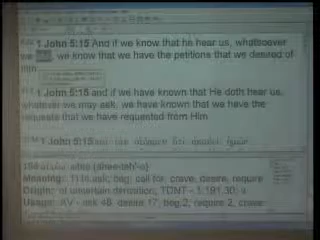 1 John 5:15 And if we know that he hear us, whatsoever
we ask, we know that we have the petitions that we desired of
him
1 John 5:15 and if we have known that He doth hear us,
whatever we may ask, we have known that we have the
requests that we have requested from Him
1 John 5:15
Meaning: 1) to ask, beg, call for, crave, desire, require
Origin: of uncertain derivation; TDNT - 1:191,30; v
Usage: AV - ask 48, desire 17, beg 2, require 2, crave